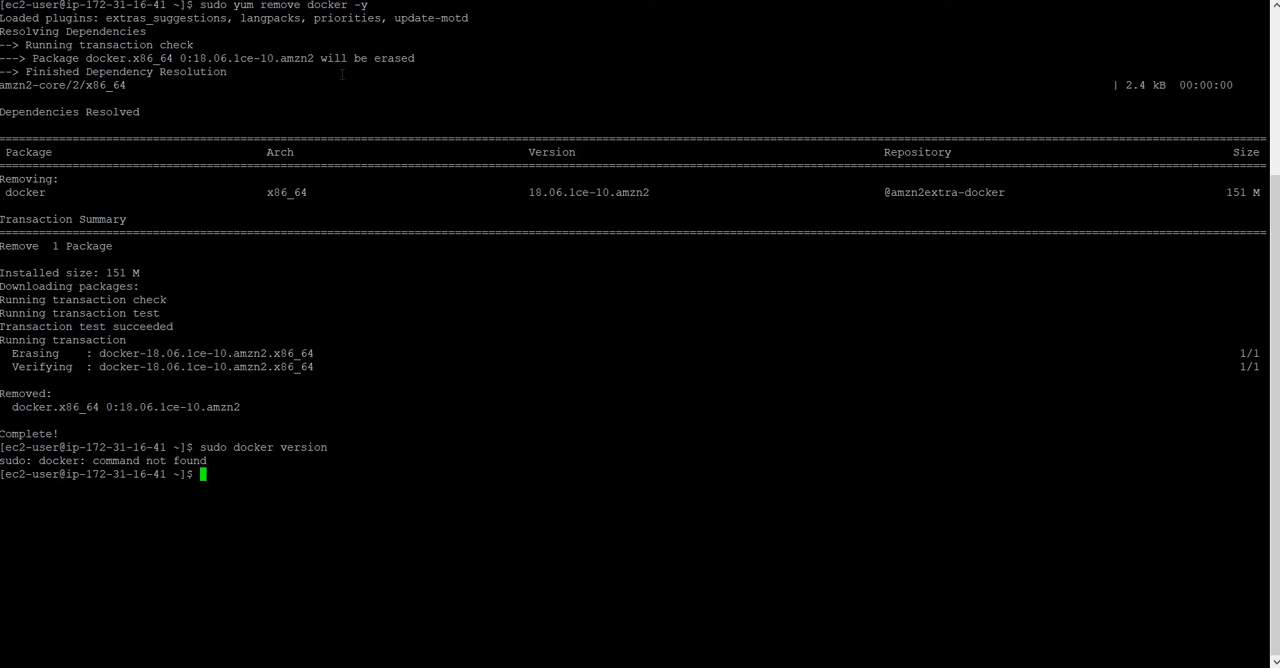 [ec2-user@ip-172-31-16-41 ~]$ sudo yum remove docker -y
Loaded plugins: extras_suggestions, langpacks, priorities, update-motd
Resolving Dependencies
--> Running transaction check
---> Package docker.x86_64 0:18.06.1ce-10.amzn2 will be erased
--> Finished Dependency Resolution
amzn2-core/2/x86_64 | 2.4 kB 00:00:00
Dependencies Resolved
================================================================================
Package Arch Version Repository Size
================================================================================
Removing:
docker x86_64 18.06.1ce-10.amzn2 @amzn2extra-docker 151 M
Transaction Summary
================================================================================
Remove 1 Package
Installed size: 151 M
Downloading packages:
Running transaction check
Running transaction test
Transaction test succeeded
Running transaction
Erasing : docker-18.06.1ce-10.amzn2.x86_64 1/1
Verifying : docker-18.06.1ce-10.amzn2.x86_64 1/1
Removed:
docker.x86_64 0:18.06.1ce-10.amzn2
Complete!
[ec2-user@ip-172-31-16-41 ~]$ sudo docker version
sudo: docker: command not found
[ec2-user@ip-172-31-16-41 ~]$